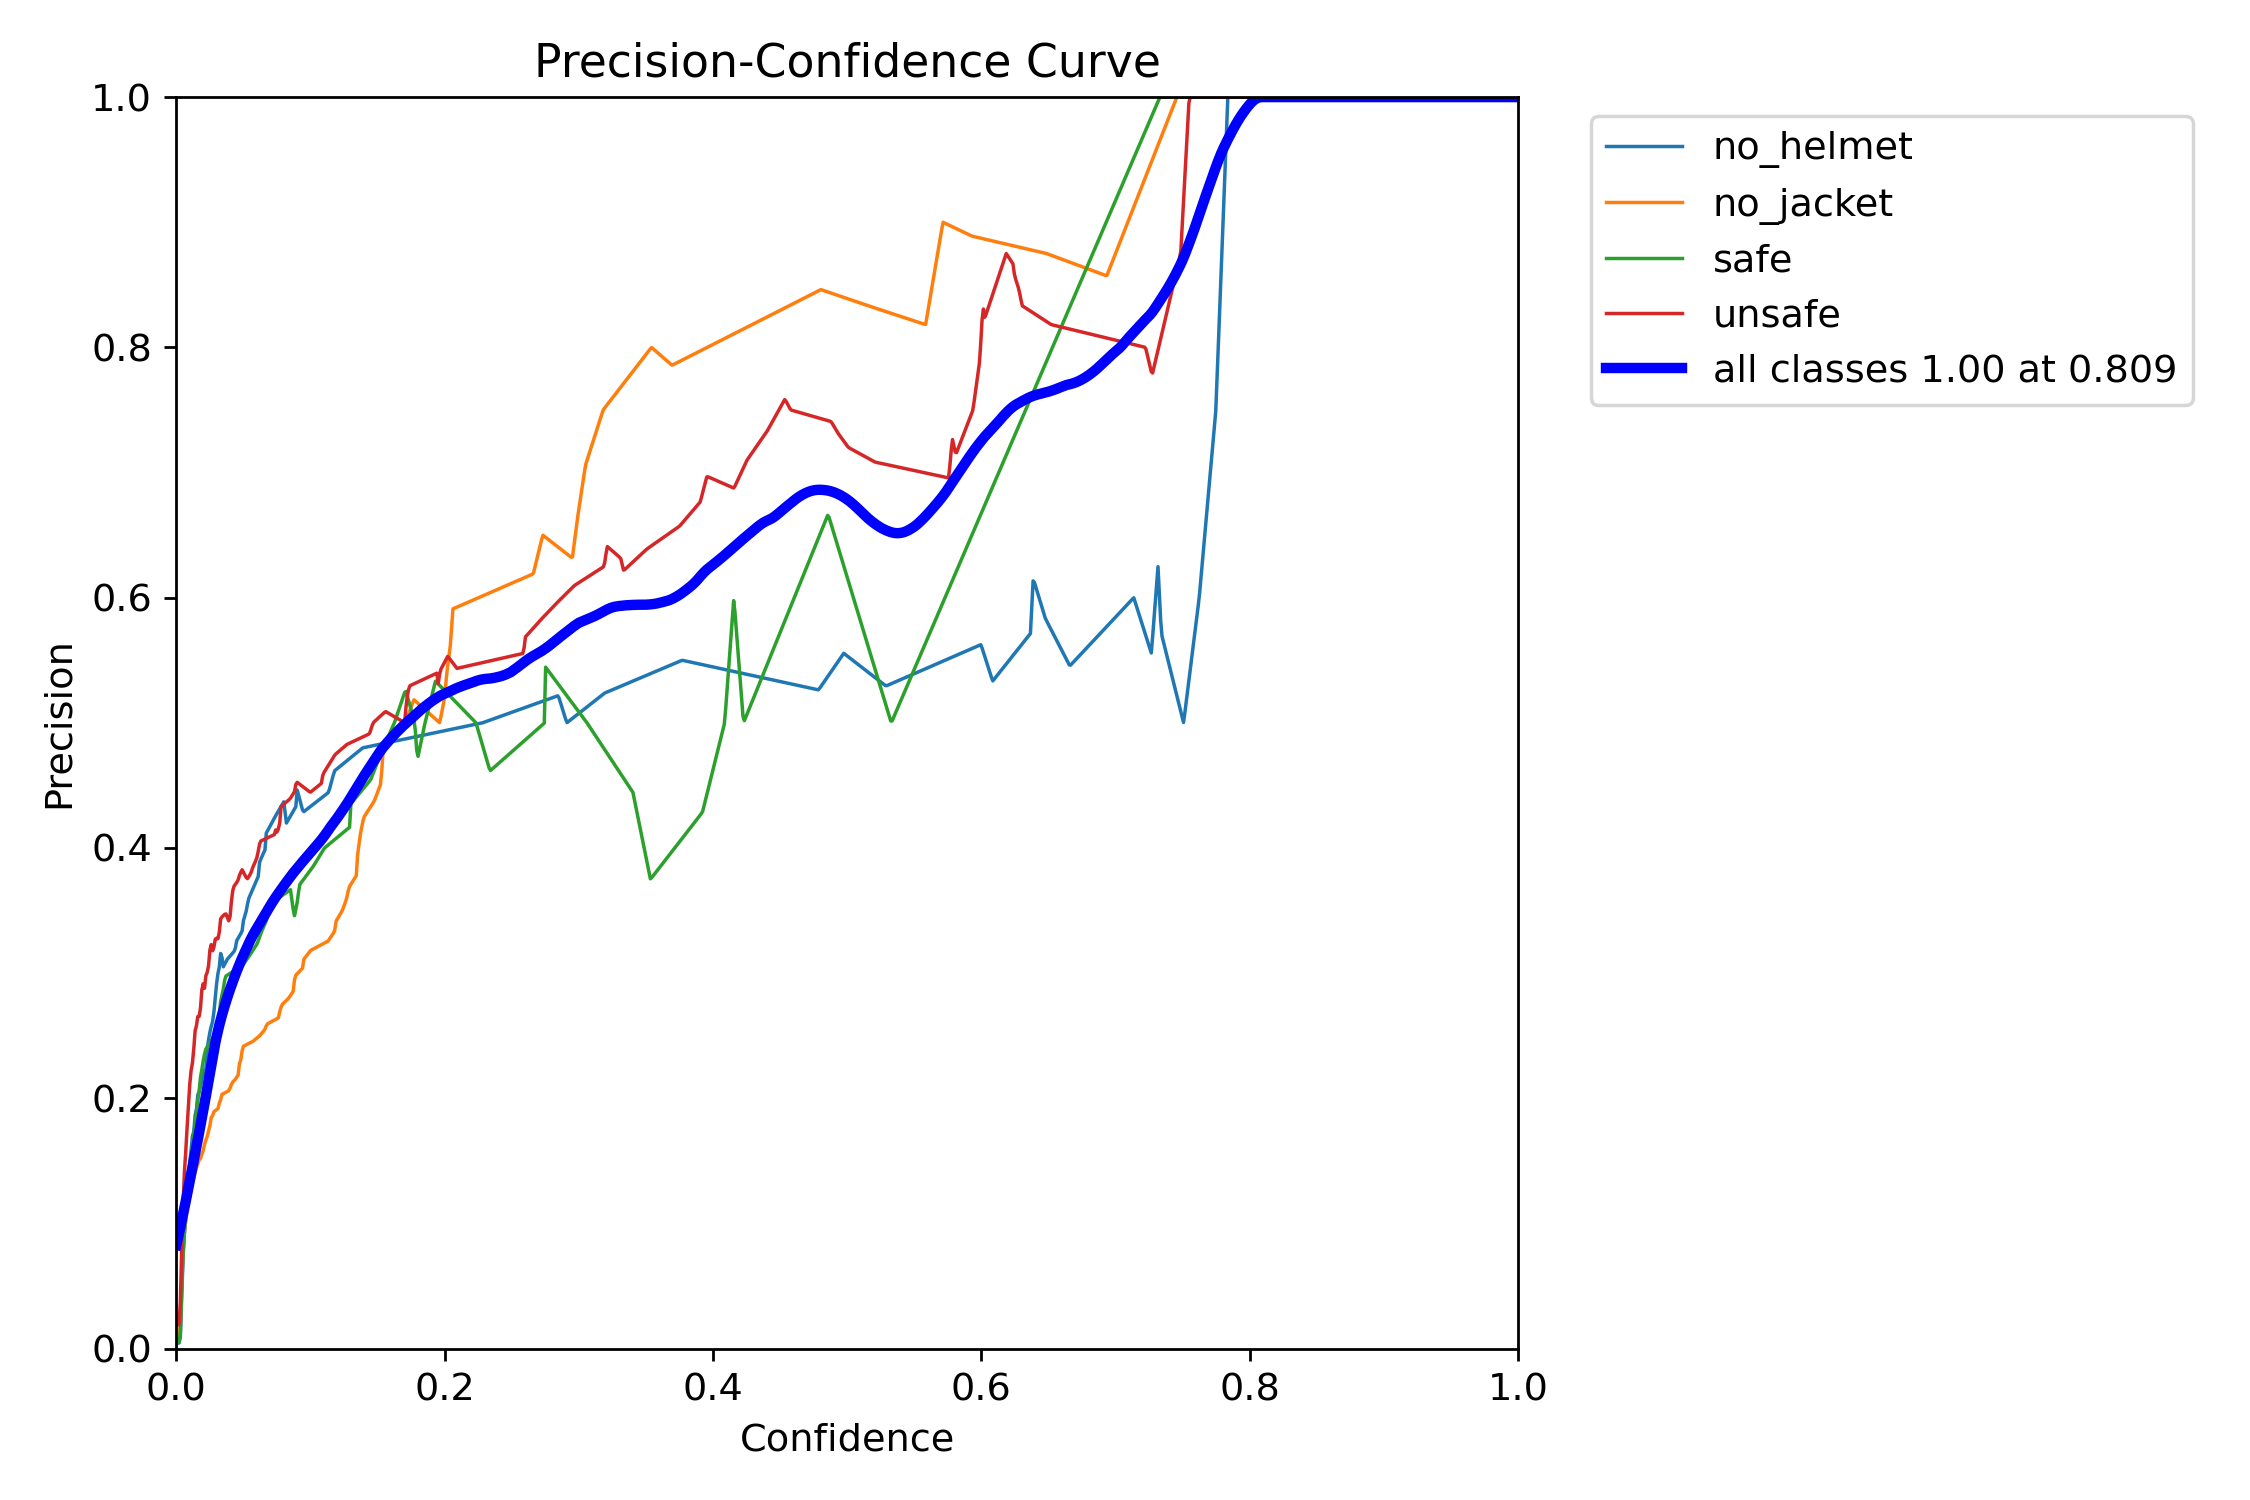 Precision-Confidence Curve
1.0
0.8
0.6
0.4
0.2
0.0
Precision
0.0 0.2 0.4 0.6 0.8 1.0
Confidence
no_helmet
no_jacket
safe
unsafe
all classes 1.00 at 0.809